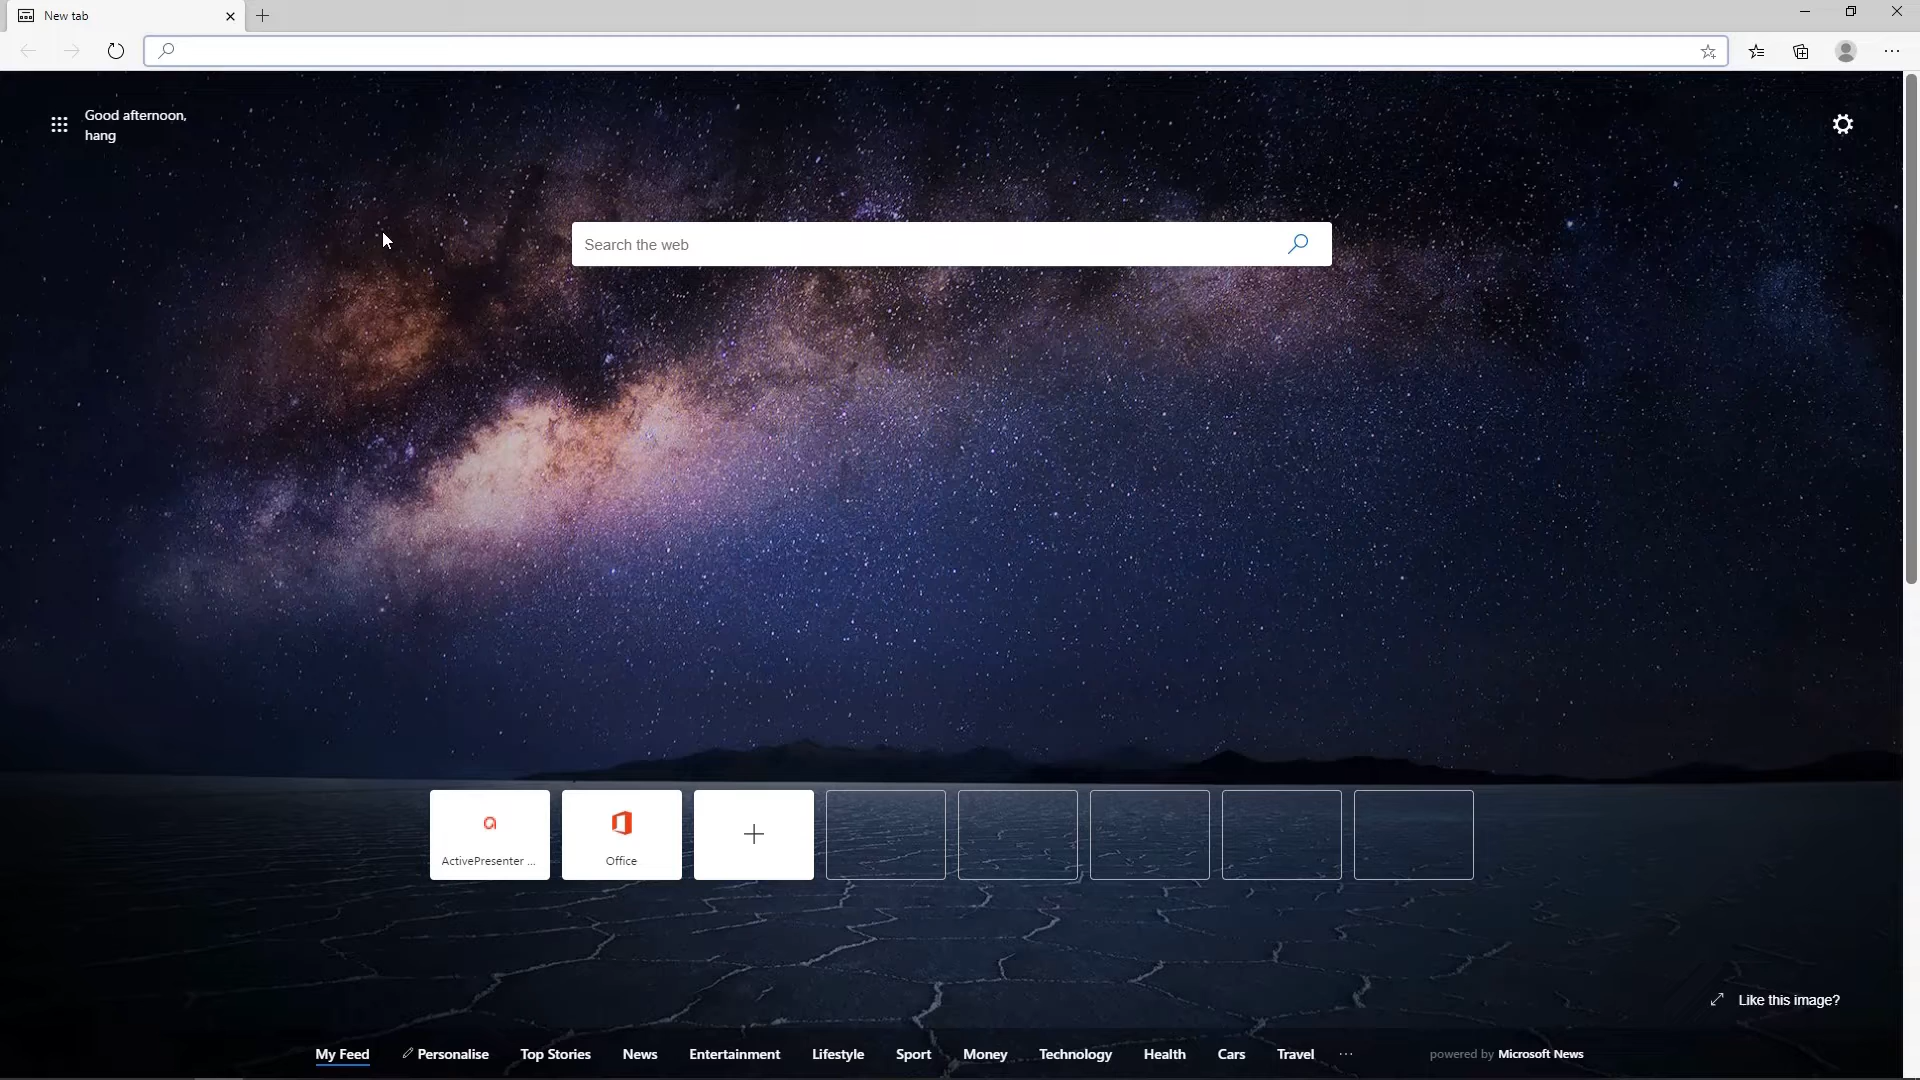 New tab
Good afternoon,
hang
Search the web
ActivePresenter ...
Office
Like this image?
My Feed
Personalise
Top Stories
News
Entertainment
Lifestyle
Sport
Money
Technology
Health
Cars
Travel
powered by Microsoft News